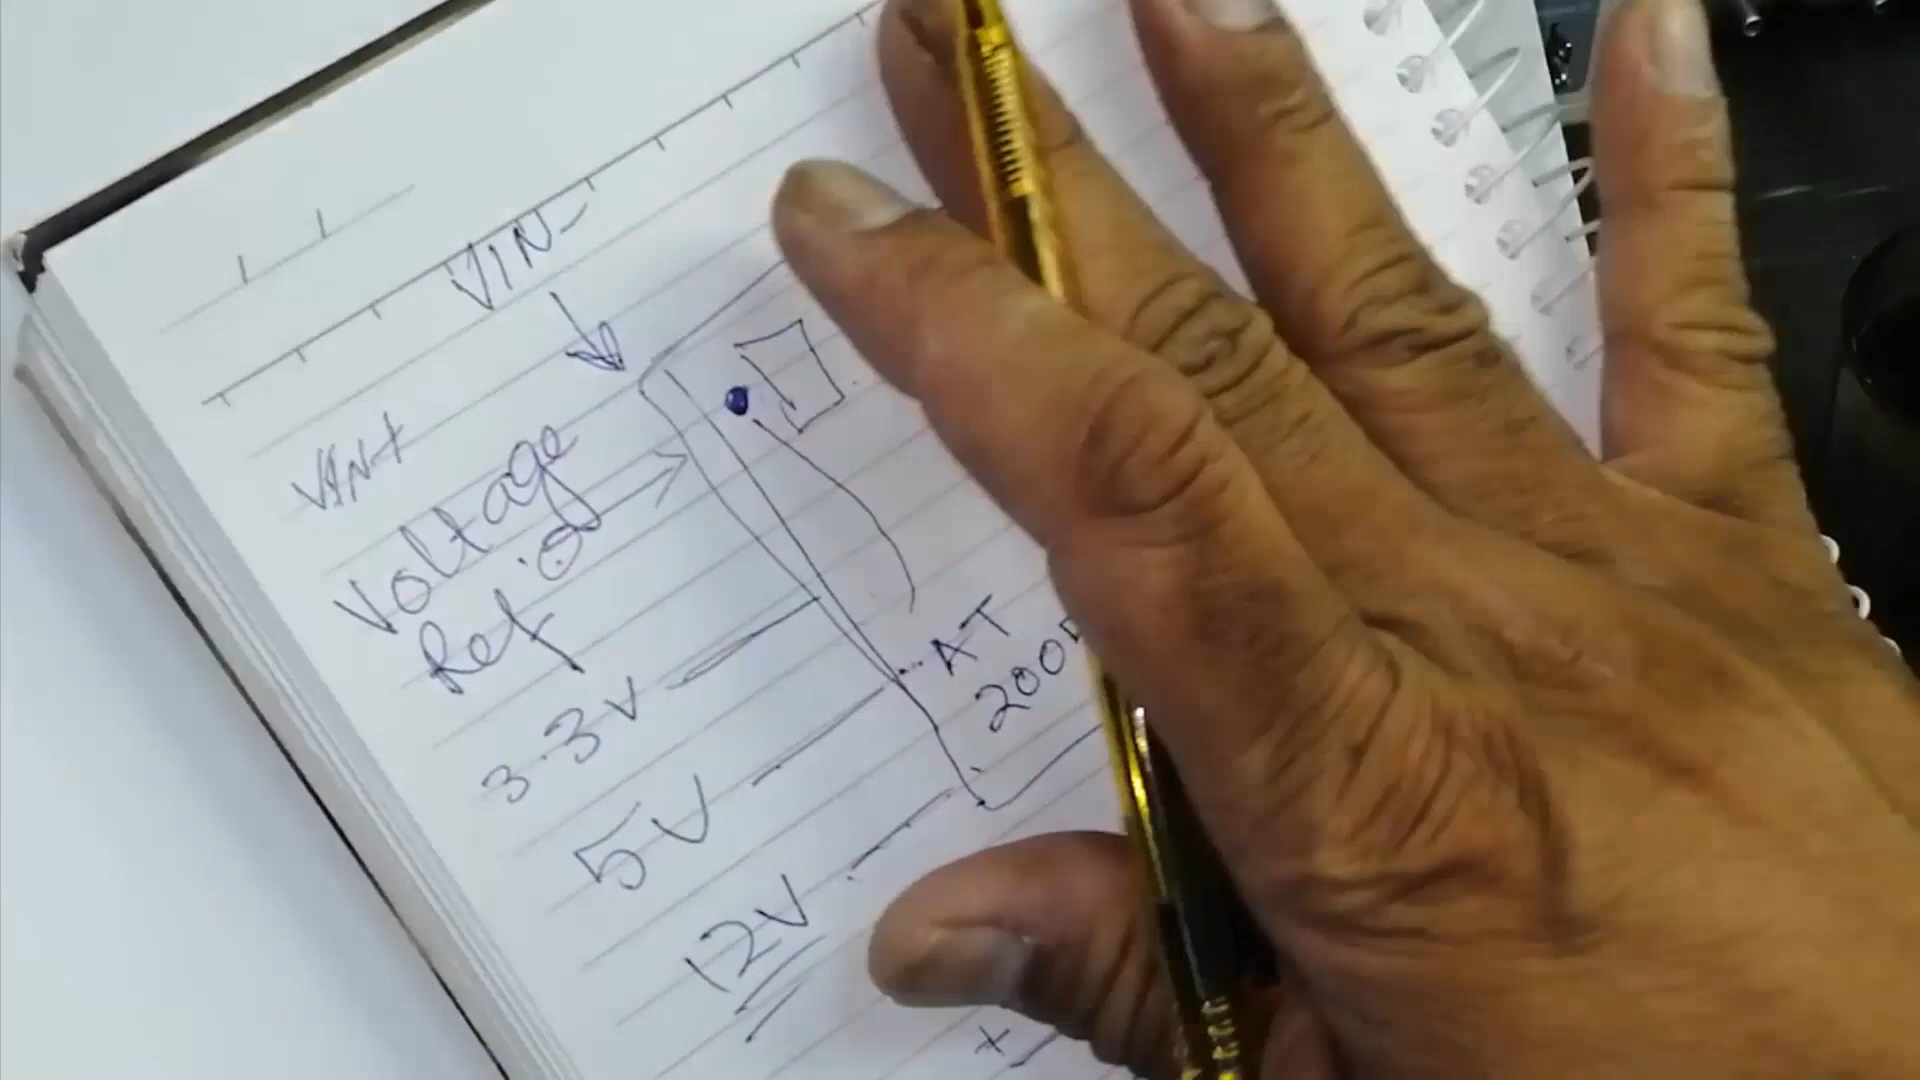 VIN-
VIN+
Voltage
Ref
3.3V
5V
12V
AT
200
+